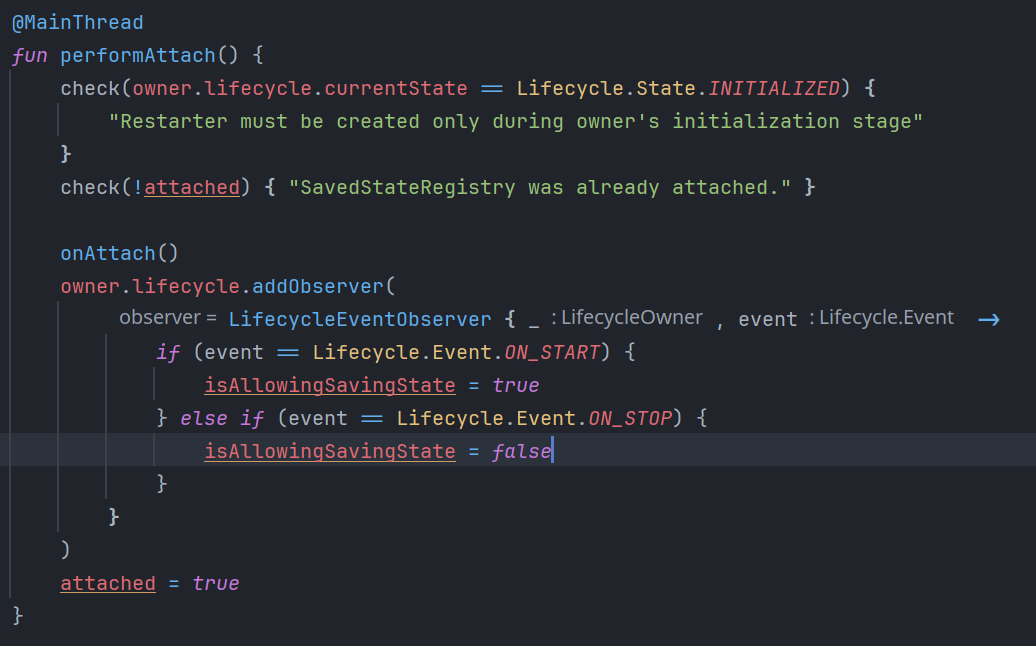 @MainThread
fun performAttach() {
check(owner.lifecycle.currentState == Lifecycle.State.INITIALIZED) {
"Restarter must be created only during owner's initialization stage"
}
check(!attached) { "SavedStateRegistry was already attached." }
onAttach()
owner.lifecycle.addObserver(
observer = LifecycleEventObserver { _ : LifecycleOwner , event : Lifecycle.Event →
if (event == Lifecycle.Event.ON_START) {
isAllowingSavingState = true
} else if (event == Lifecycle.Event.ON_STOP) {
isAllowingSavingState = false
}
}
)
attached = true
}